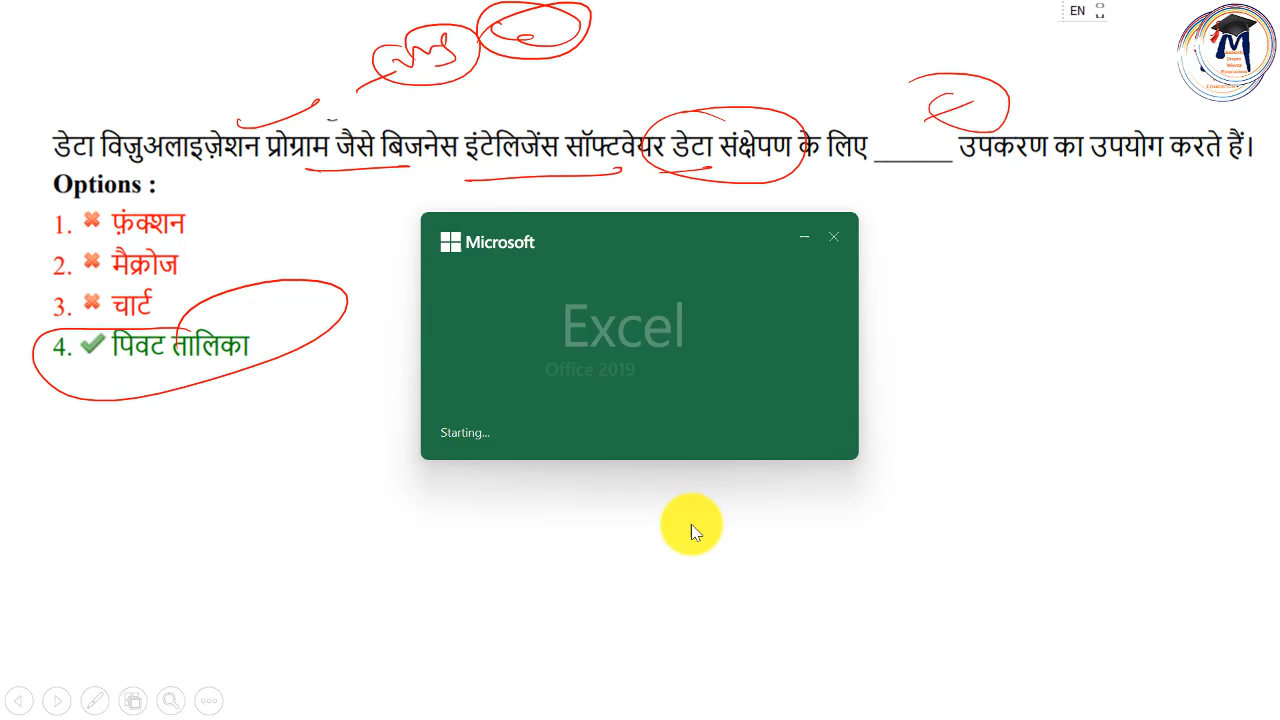 EN
डेटा विज़ुअलाइज़ेशन प्रोग्राम जैसे बिजनेस इंटेलिजेंस सॉफ्टवेयर डेटा संक्षेपण के लिए ______ उपकरण का उपयोग करते हैं।
Options :
1. फ़ंक्शन
2. मैक्रोज
3. चार्ट
4. पिवट तालिका
Microsoft
Excel
Office 2019
Starting...